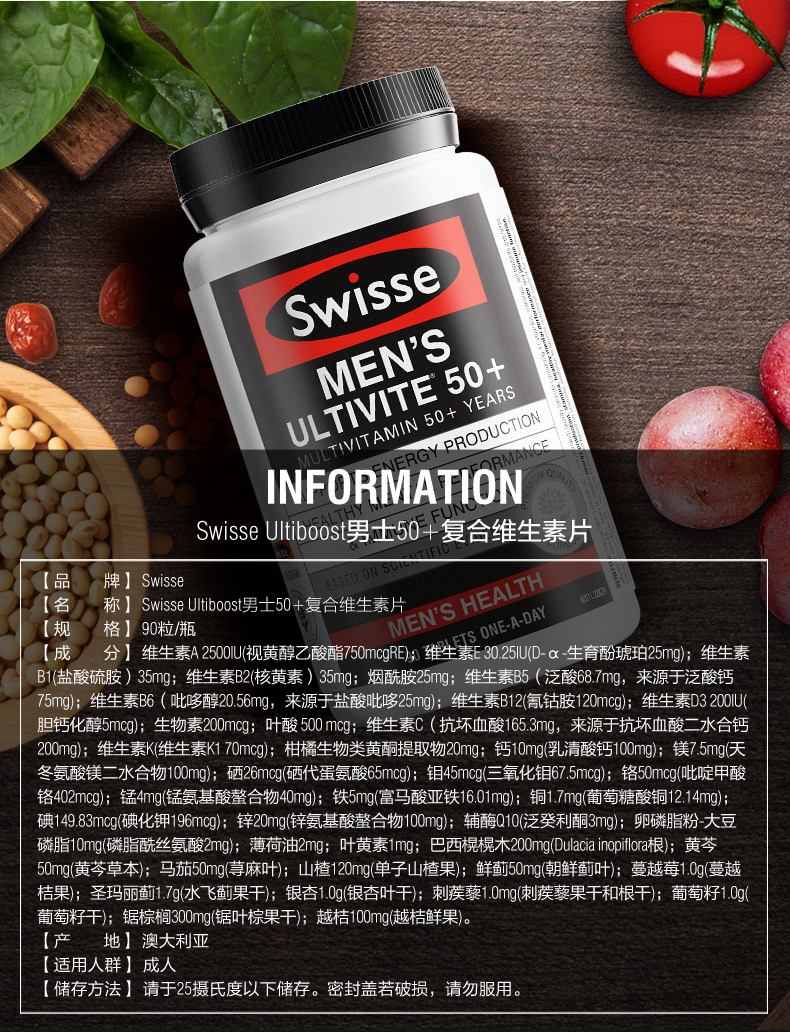 Swisse
MEN'S
ULTIVITE® 50+
MULTIVITAMIN 50+ YEARS
ENERGY PRODUCTION
INFORMATION
Swisse Ultiboost男士50+复合维生素片
BASED ON SCIENTIFIC
MEN'S HEALTH
TABLETS ONE-A-DAY
【品 牌】Swisse
【名 称】Swisse Ultiboost男士50+复合维生素片
【规 格】90粒/瓶
【成 分】维生素A 2500IU(视黄醇乙酸酯750mcgRE)；维生素E 30.25IU(D-α-生育酚琥珀25mg)；维生素
B1(盐酸硫胺）35mg；维生素B2(核黄素）35mg；烟酰胺25mg；维生素B5（泛酸68.7mg，来源于泛酸钙
75mg)；维生素B6（吡哆醇20.56mg，来源于盐酸吡哆25mg)；维生素B12(氰钴胺120mcg)；维生素D3 200IU(
胆钙化醇5mcg)；生物素200mcg；叶酸 500 mcg；维生素C（抗坏血酸165.3mg，来源于抗坏血酸二水合钙
200mg)；维生素K(维生素K1 70mcg)；柑橘生物类黄酮提取物20mg；钙10mg(乳清酸钙100mg)；镁7.5mg(天
冬氨酸镁二水合物100mg)；硒26mcg(硒代蛋氨酸65mcg)；钼45mcg(三氧化钼67.5mcg)；铬50mcg(吡啶甲酸
铬402mcg)；锰4mg(锰氨基酸螯合物40mg)；铁5mg(富马酸亚铁16.01mg)；铜1.7mg(葡萄糖酸铜12.14mg)；
碘149.83mcg(碘化钾196mcg)；锌20mg(锌氨基酸螯合物100mg)；辅酶Q10(泛癸利酮3mg)；卵磷脂粉-大豆
磷脂10mg(磷脂酰丝氨酸2mg)；薄荷油2mg；叶黄素1mg；巴西榥榥木200mg(Dulacia inopiflora根)；黄芩
50mg(黄芩草本)；马茄50mg(荨麻叶)；山楂120mg(单子山楂果)；鲜蓟50mg(朝鲜蓟叶)；蔓越莓1.0g(蔓越
桔果)；圣玛丽蓟1.7g(水飞蓟果干)；银杏1.0g(银杏叶干)；刺蒺藜1.0mg(刺蒺藜果干和根干)；葡萄籽1.0g(
葡萄籽干)；锯棕榈300mg(锯叶棕果干)；越桔100mg(越桔鲜果)。
【产 地】澳大利亚
【适用人群】成人
【储存方法】请于25摄氏度以下储存。密封盖若破损，请勿服用。